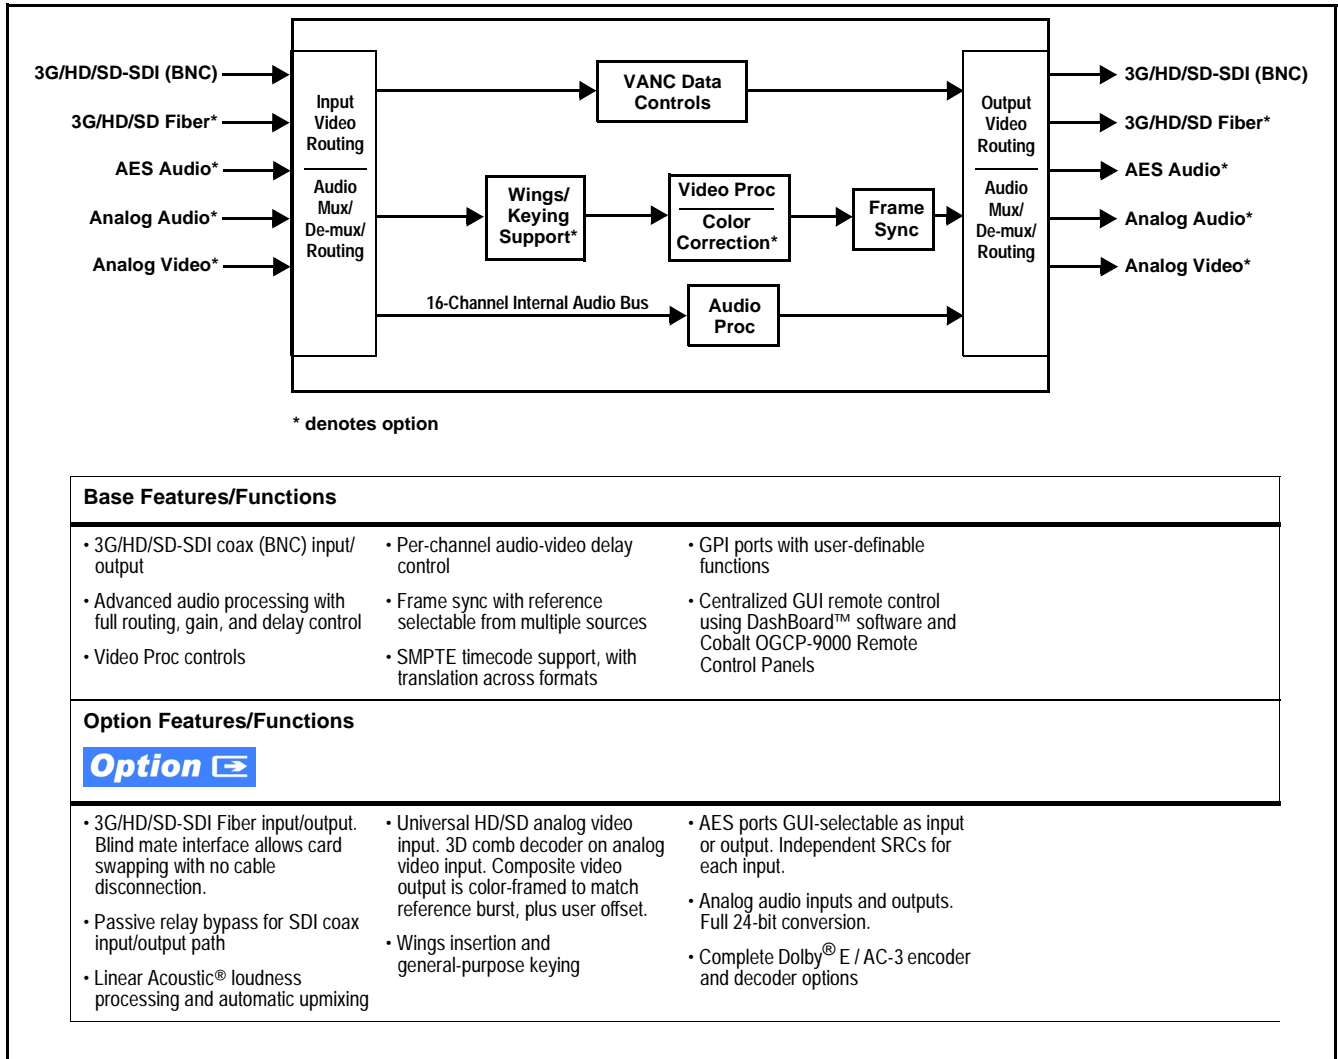 3G/HD/SD-SDI (BNC)
3G/HD/SD Fiber*
AES Audio*
Analog Audio*
Analog Video*
Input
Video
Routing
Audio
Mux/
De-mux/
Routing
VANC Data
Controls
Wings/
Keying
Support*
Video Proc
Color
Correction*
Frame
Sync
16-Channel Internal Audio Bus
Audio
Proc
Output
Video
Routing
Audio
Mux/
De-mux/
Routing
3G/HD/SD-SDI (BNC)
3G/HD/SD Fiber*
AES Audio*
Analog Audio*
Analog Video*
* denotes option
Base Features/Functions
• 3G/HD/SD-SDI coax (BNC) input/
output
• Advanced audio processing with
full routing, gain, and delay control
• Video Proc controls
• Per-channel audio-video delay
control
• Frame sync with reference
selectable from multiple sources
• SMPTE timecode support, with
translation across formats
• GPI ports with user-definable
functions
• Centralized GUI remote control
using DashBoard™ software and
Cobalt OGCP-9000 Remote
Control Panels
Option Features/Functions
Option
• 3G/HD/SD-SDI Fiber input/output.
Blind mate interface allows card
swapping with no cable
disconnection.
• Passive relay bypass for SDI coax
input/output path
• Linear Acoustic® loudness
processing and automatic upmixing
• Universal HD/SD analog video
input. 3D comb decoder on analog
video input. Composite video
output is color-framed to match
reference burst, plus user offset.
• Wings insertion and
general-purpose keying
• AES ports GUI-selectable as input
or output. Independent SRCs for
each input.
• Analog audio inputs and outputs.
Full 24-bit conversion.
• Complete Dolby® E / AC-3 encoder
and decoder options